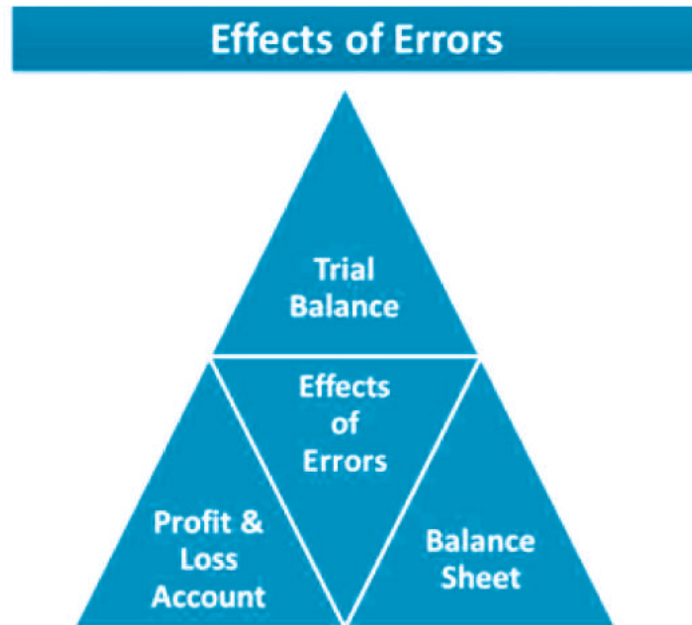 Effects of Errors
Trial
Balance
Effects
of
Errors
Profit &
Loss
Account
Balance
Sheet